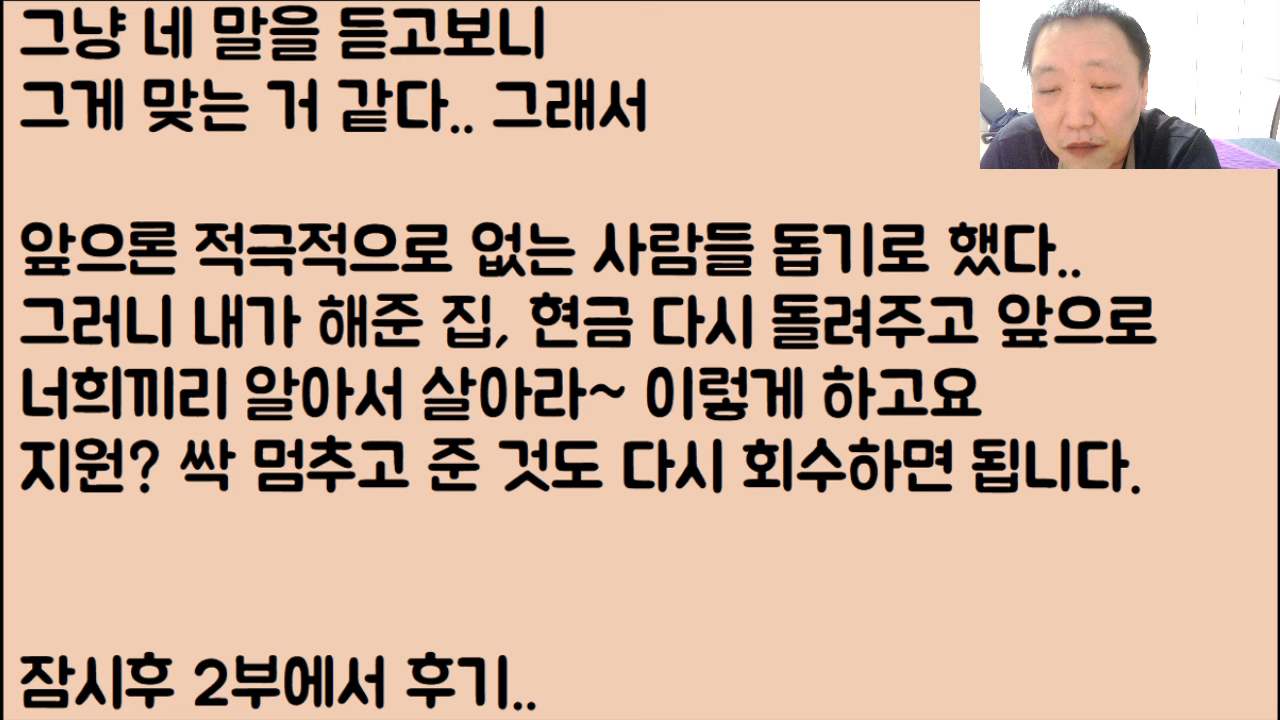 그냥 네 말을 듣고보니
그게 맞는 거 같다.. 그래서
앞으론 적극적으로 없는 사람들 돕기로 했다..
그러니 내가 해준 집, 현금 다시 돌려주고 앞으로
너희끼리 알아서 살아라~ 이렇게 하고요
지원? 싹 멈추고 준 것도 다시 회수하면 됩니다.
잠시후 2부에서 후기..